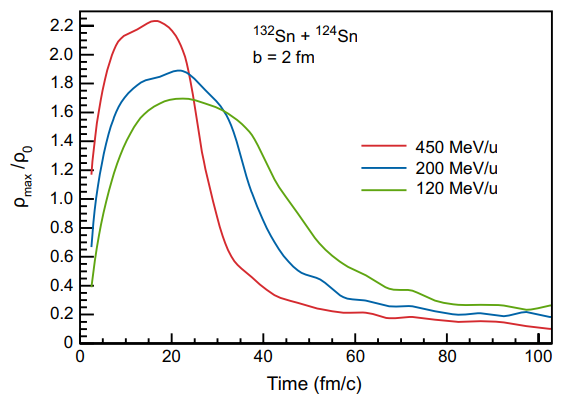 ¹³²Sn + ¹²⁴Sn
b = 2 fm
2.2
2.0
1.8
1.6
1.4
1.2
1.0
0.8
0.6
0.4
0.2
0
ρmax /ρ0
450 MeV/u
200 MeV/u
120 MeV/u
0 20 40 60 80 100
Time (fm/c)